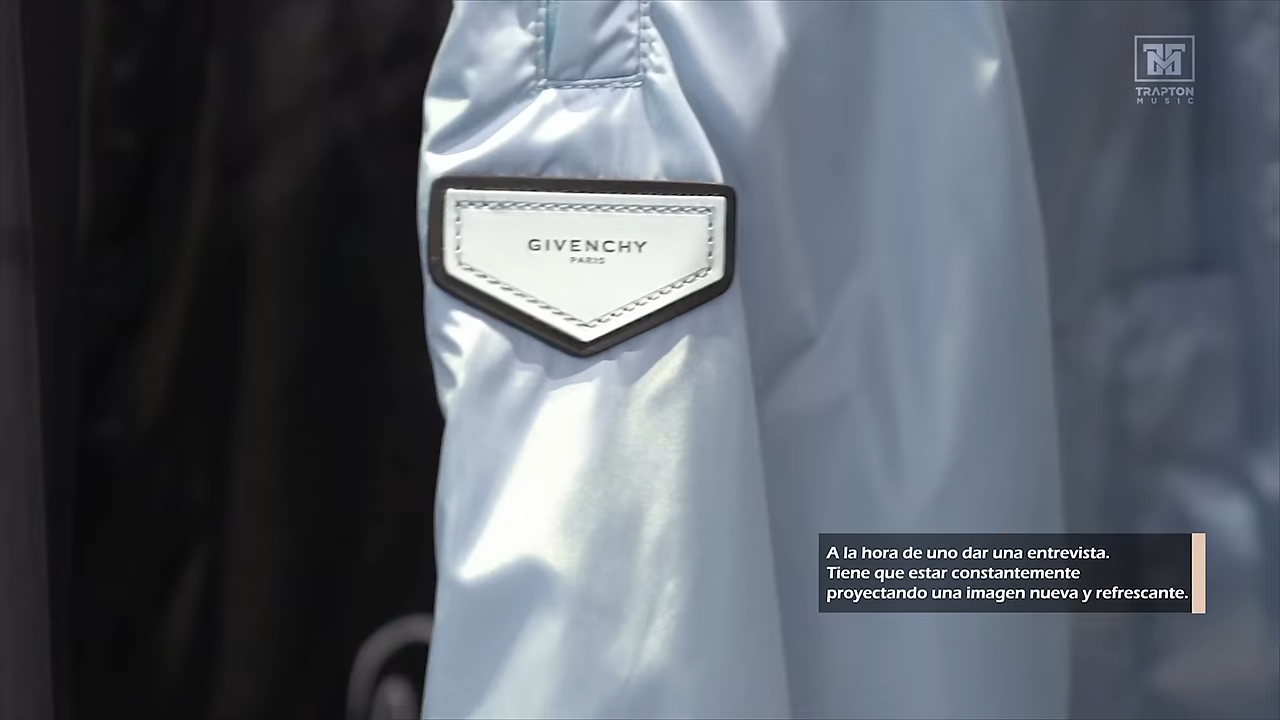 TRAPTON
MUSIC
GIVENCHY
PARIS
A la hora de uno dar una entrevista.
Tiene que estar constantemente
proyectando una imagen nueva y refrescante.